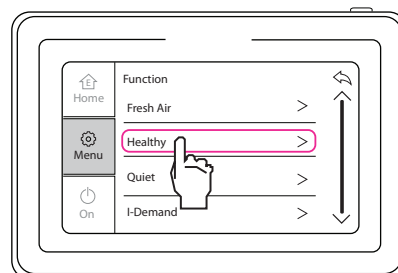 E
Home
Menu
On
Function
Fresh Air
Healthy
Quiet
I-Demand